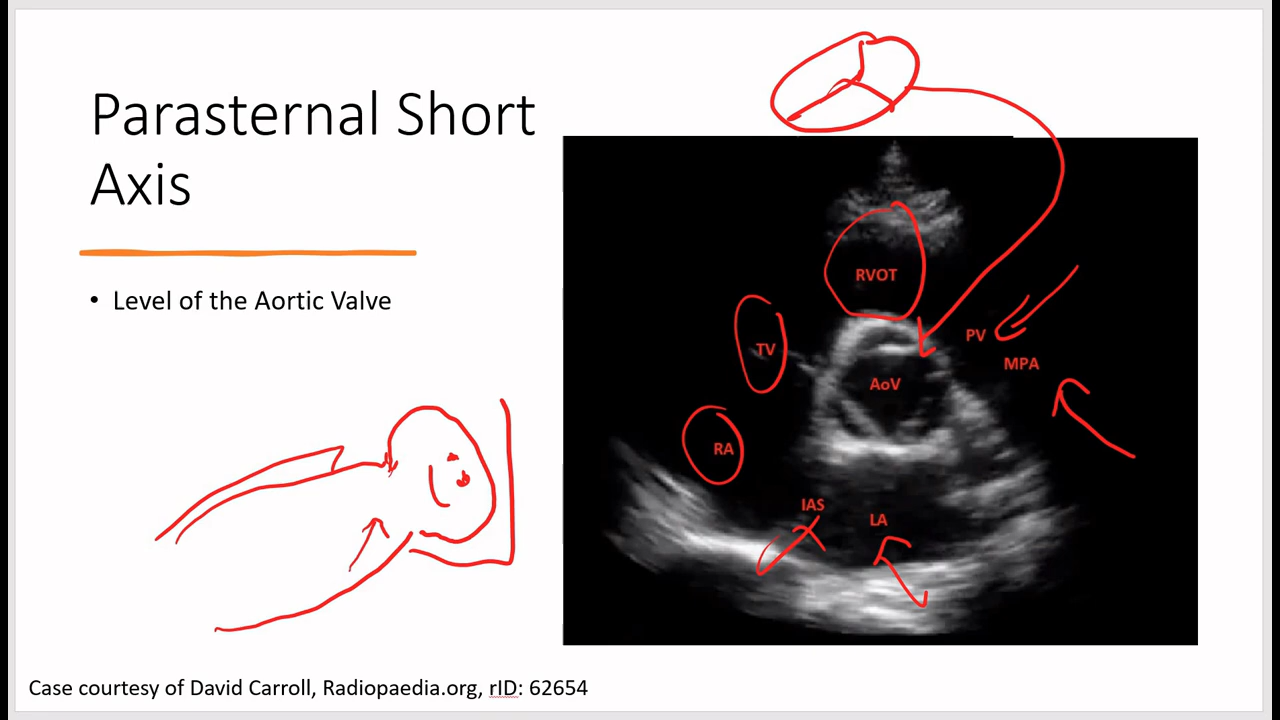 Parasternal Short
Axis
• Level of the Aortic Valve
RVOT
TV
PV
MPA
AoV
RA
IAS
LA
Case courtesy of David Carroll, Radiopaedia.org, rID: 62654